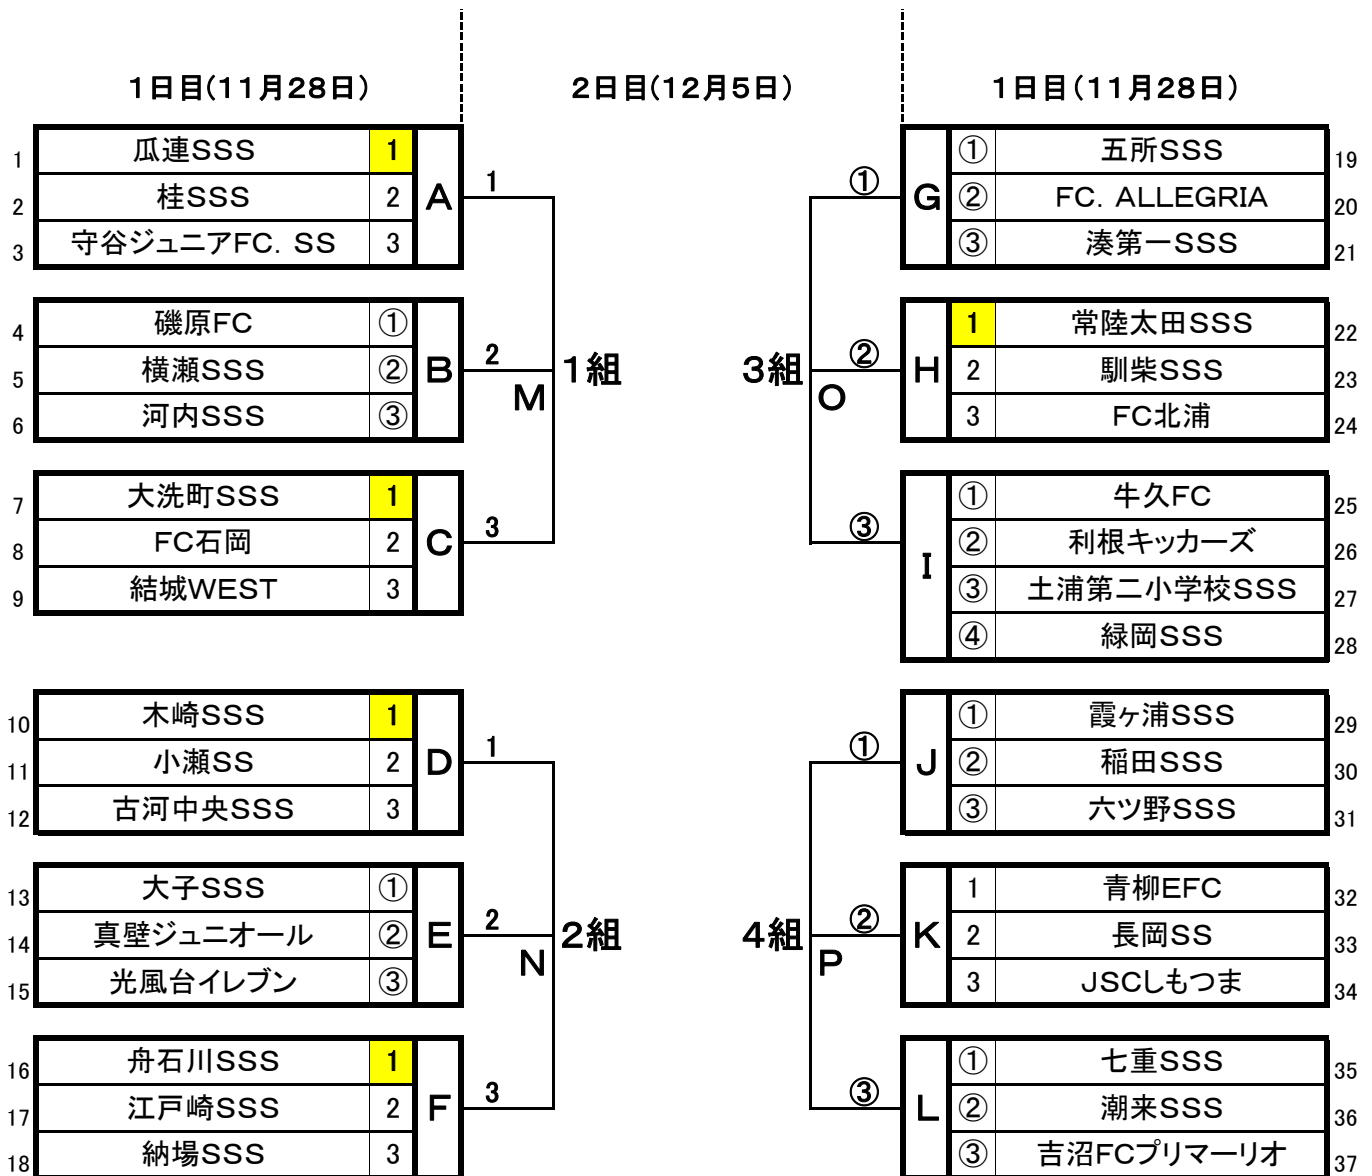 1日目(11月28日)
2日目(12月5日)
1日目(11月28日)
1 瓜連SSS 1
2 桂SSS 2
3 守谷ジュニアFC. SS 3
A 1
4 磯原FC ①
5 横瀬SSS ②
6 河内SSS ③
B 2
M 1組
7 大洗町SSS 1
8 FC石岡 2
9 結城WEST 3
C 3
10 木崎SSS 1
11 小瀬SS 2
12 古河中央SSS 3
D 1
13 大子SSS ①
14 真壁ジュニオール ②
15 光風台イレブン ③
E 2
N 2組
16 舟石川SSS 1
17 江戸崎SSS 2
18 納場SSS 3
F 3
① G
① 五所SSS 19
② FC. ALLEGRIA 20
③ 湊第一SSS 21
3組 O
② H
1 常陸太田SSS 22
2 馴柴SSS 23
3 FC北浦 24
③ I
① 牛久FC 25
② 利根キッカーズ 26
③ 土浦第二小学校SSS 27
④ 緑岡SSS 28
① J
① 霞ヶ浦SSS 29
② 稲田SSS 30
③ 六ツ野SSS 31
4組 P
② K
1 青柳EFC 32
2 長岡SS 33
3 JSCしもつま 34
③ L
① 七重SSS 35
② 潮来SSS 36
③ 吉沼FCプリマーリオ 37